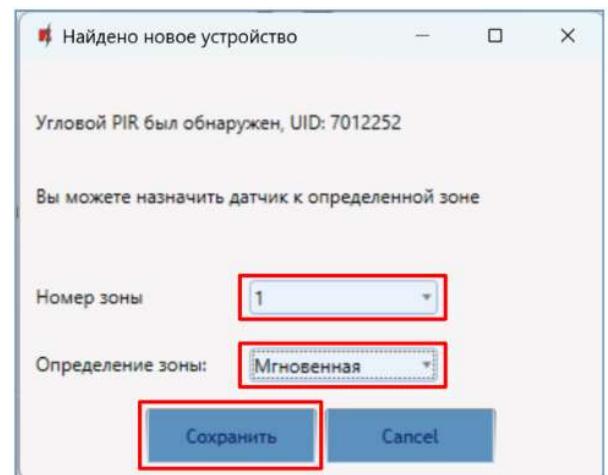 Найдено новое устройство
Угловой PIR был обнаружен, UID: 7012252
Вы можете назначить датчик к определенной зоне
Номер зоны 1
Определение зоны: Мгновенная
Сохранить Cancel